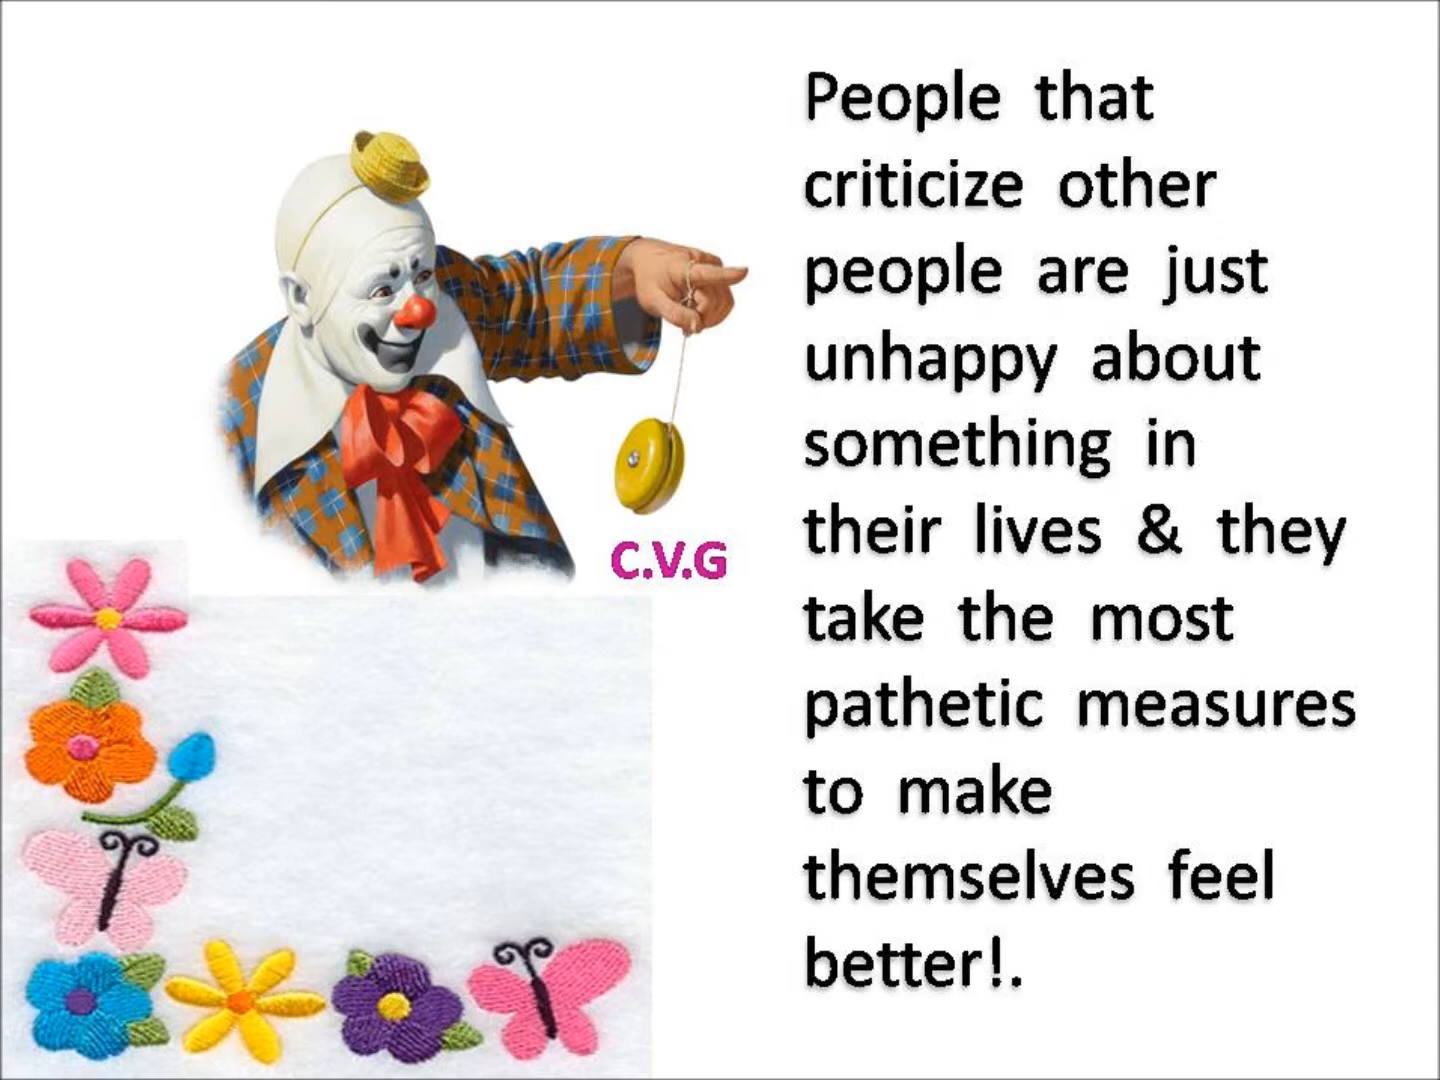 People that
criticize other
people are just
unhappy about
something in
their lives & they
take the most
pathetic measures
to make
themselves feel
better!.
C.V.G